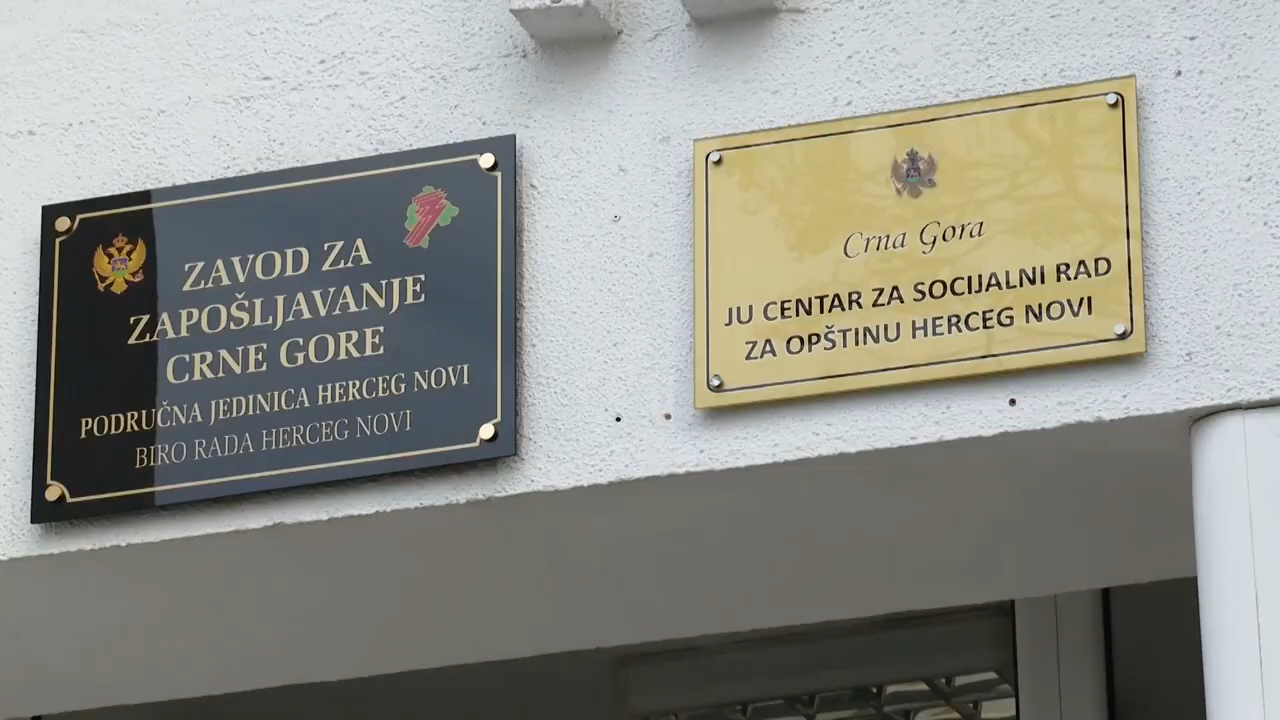 ZAVOD ZA
ZAPOŠLJAVANJE
CRNE GORE
PODRUČNA JEDINICA HERCEG NOVI
BIRO RADA HERCEG NOVI
Crna Gora
JU CENTAR ZA SOCIJALNI RAD
ZA OPŠTINU HERCEG NOVI